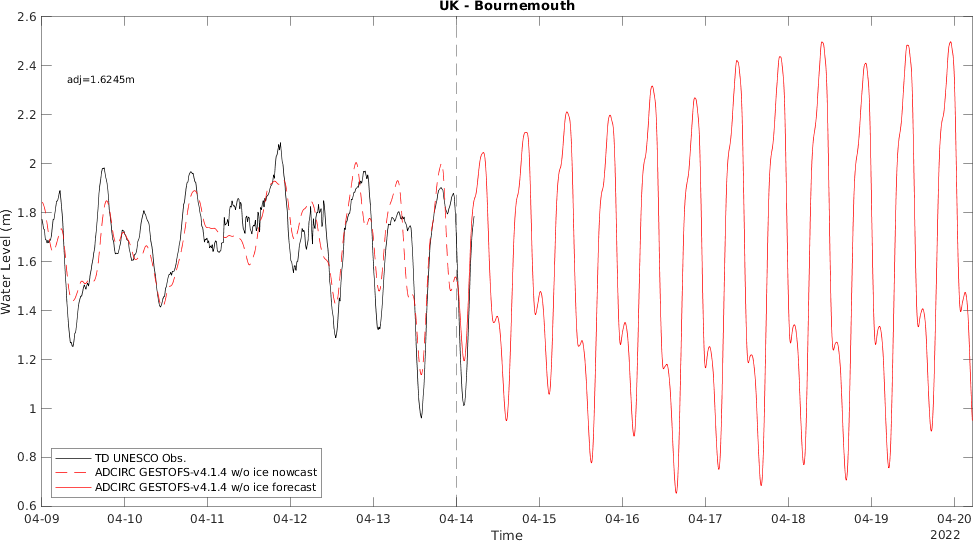 UK - Bournemouth
2.6
2.4
2.2
2
1.8
1.6
1.4
1.2
1
0.8
0.6
Water Level (m)
adj=1.6245m
TD UNESCO Obs.
ADCIRC GESTOFS-v4.1.4 w/o ice nowcast
ADCIRC GESTOFS-v4.1.4 w/o ice forecast
04-09 04-10 04-11 04-12 04-13 04-14 04-15 04-16 04-17 04-18 04-19 04-20
Time
2022